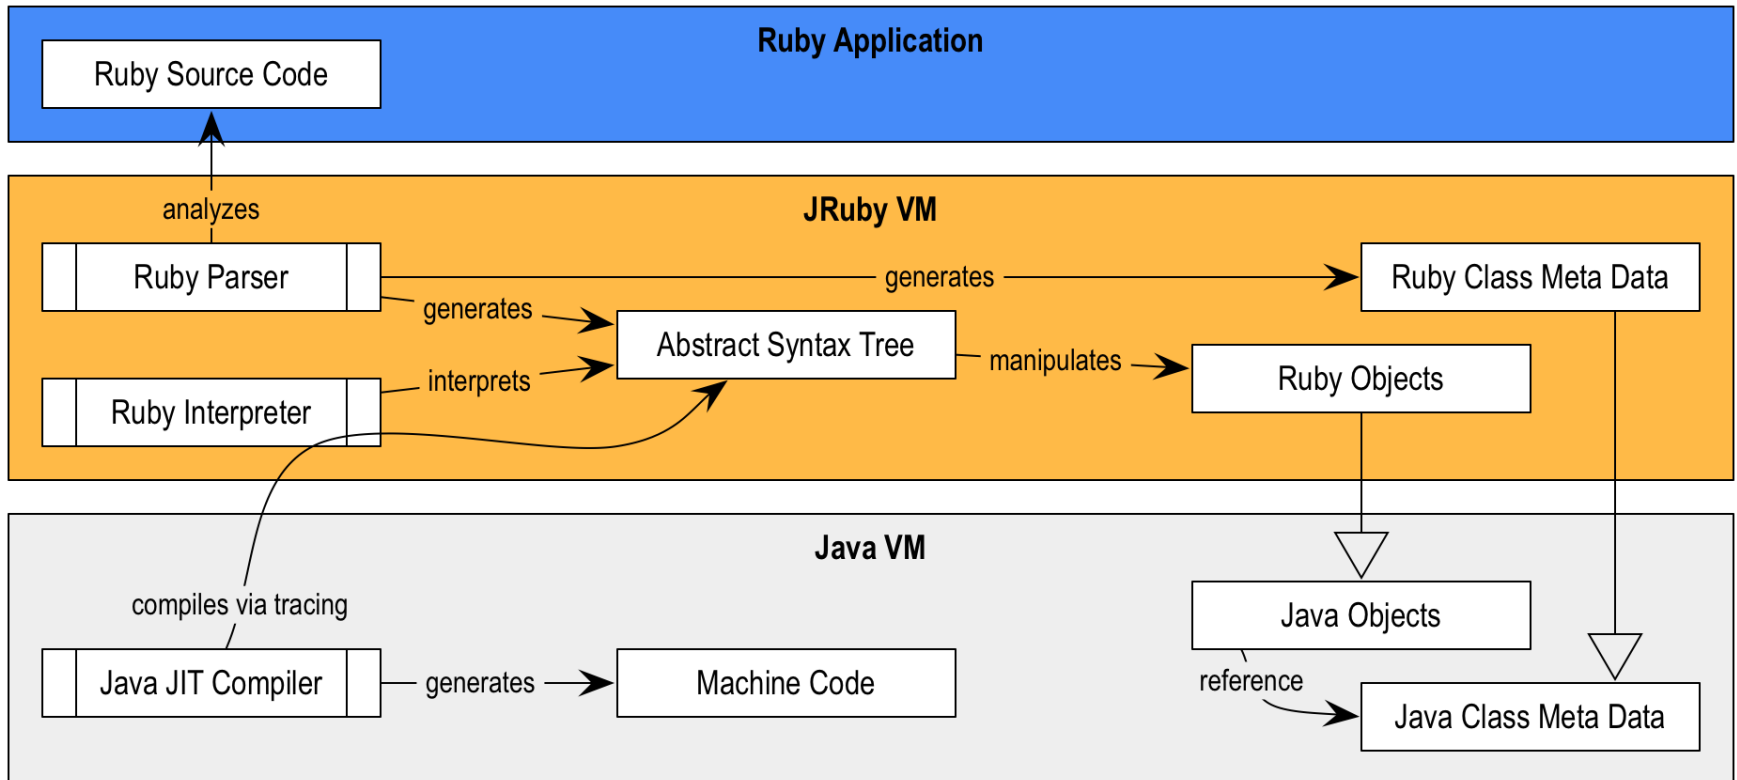 Ruby Application
Ruby Source Code
analyzes
JRuby VM
Ruby Parser
generates
Ruby Class Meta Data
generates
Abstract Syntax Tree
manipulates
Ruby Objects
interprets
Ruby Interpreter
Java VM
compiles via tracing
Java Objects
Java JIT Compiler
generates
Machine Code
reference
Java Class Meta Data